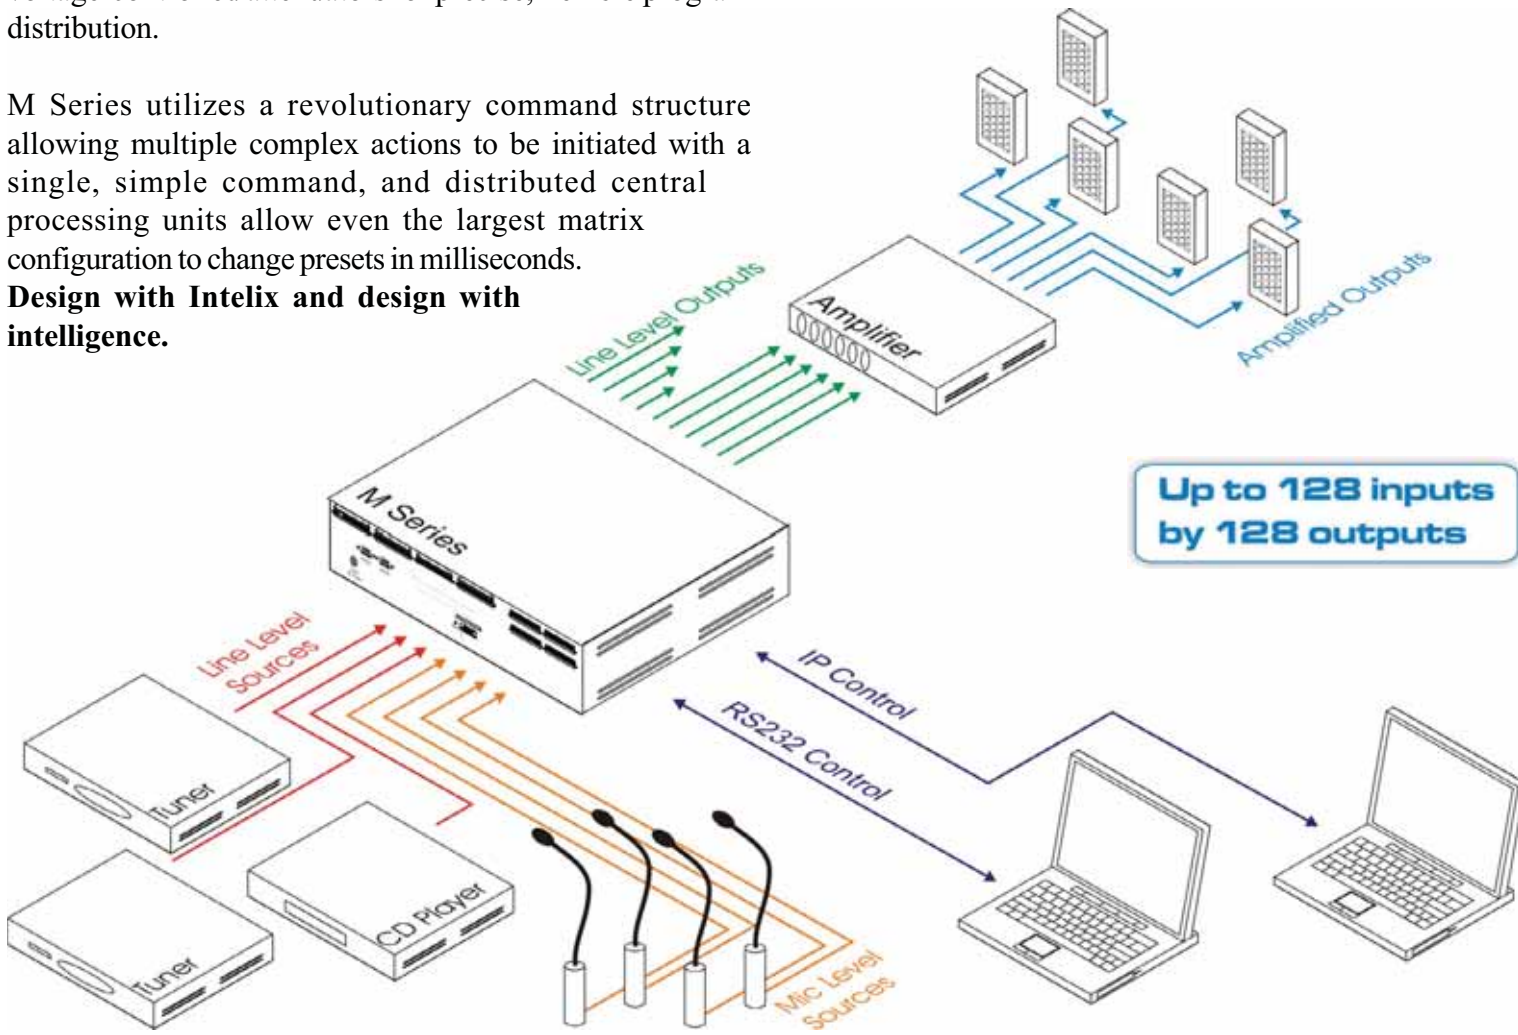 distribution.
M Series utilizes a revolutionary command structure
allowing multiple complex actions to be initiated with a
single, simple command, and distributed central
processing units allow even the largest matrix
configuration to change presets in milliseconds.
Design with Intelix and design with
intelligence.
Line Level Outputs
Amplifier
Amplified Outputs
Up to 128 inputs
by 128 outputs
M Series
Line Level
Sources
IP Control
RS232 Control
Tuner
CD Player
Tuner
Mic Level
Sources